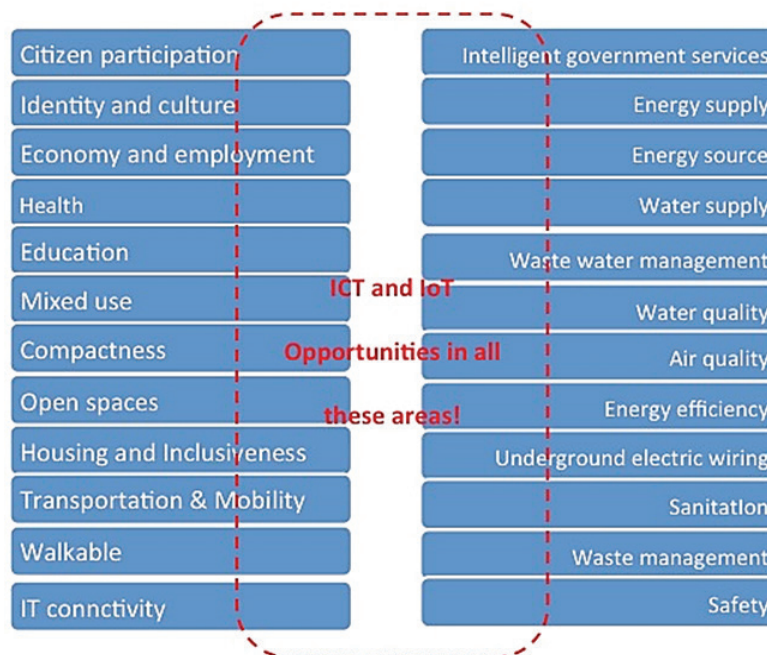 Citizen participation
Identity and culture
Economy and employment
Health
Education
Mixed use
Compactness
Open spaces
Housing and Inclusiveness
Transportation & Mobility
Walkable
IT connctivity
ICT and IoT
Opportunities in all
these areas!
Intelligent government services
Energy supply
Energy source
Water supply
Waste water management
Water quality
Air quality
Energy efficiency
Underground electric wiring
SanitatIon
Waste management
Safety